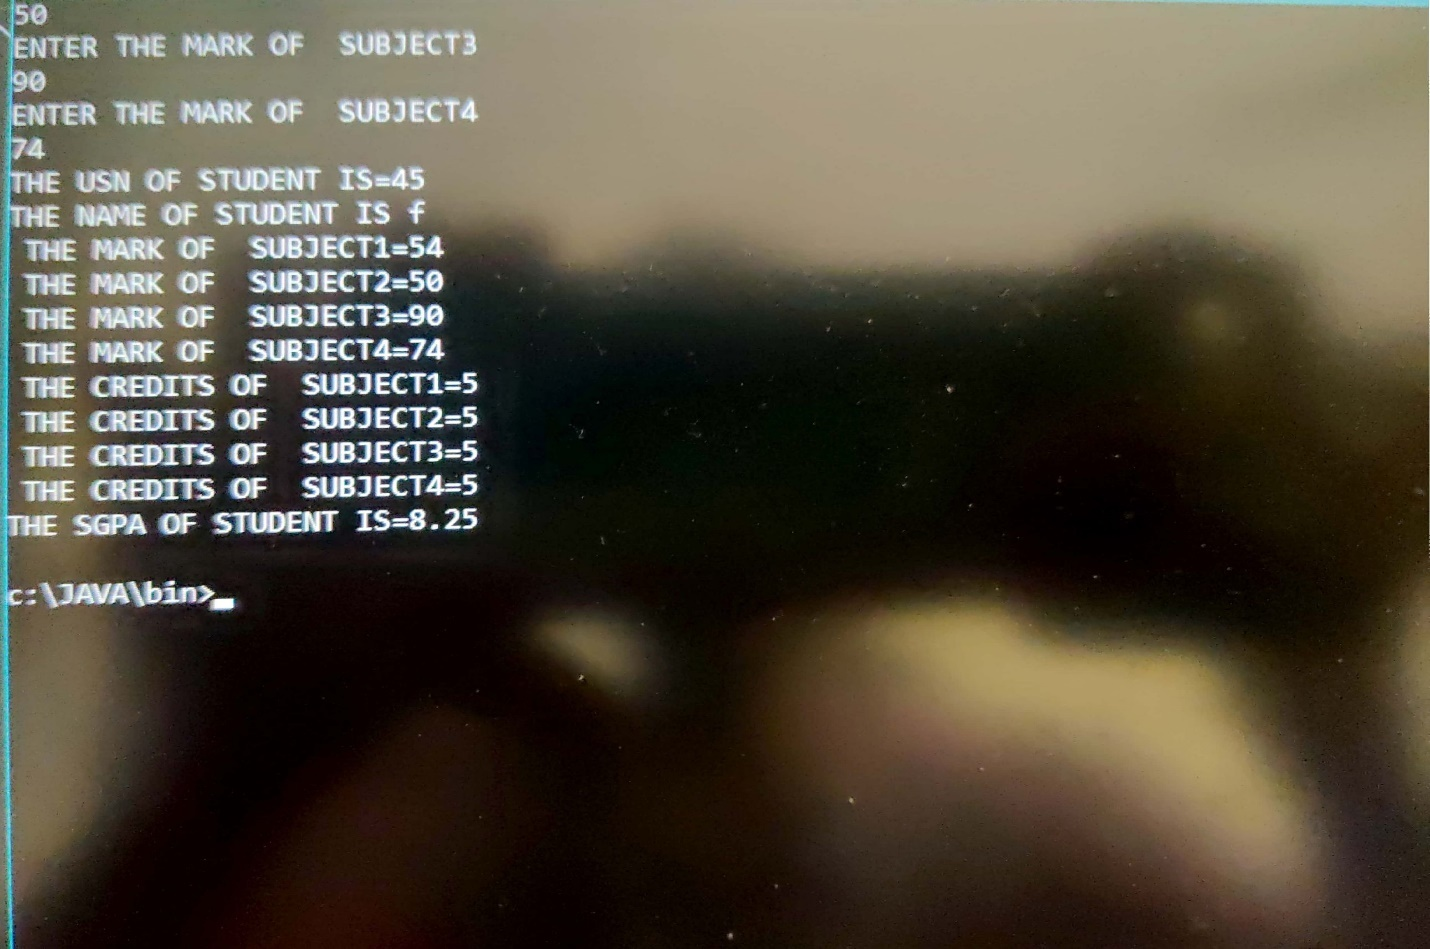 50
ENTER THE MARK OF  SUBJECT3
90
ENTER THE MARK OF  SUBJECT4
74
THE USN OF STUDENT IS=45
THE NAME OF STUDENT IS f
THE MARK OF  SUBJECT1=54
THE MARK OF  SUBJECT2=50
THE MARK OF  SUBJECT3=90
THE MARK OF  SUBJECT4=74
THE CREDITS OF  SUBJECT1=5
THE CREDITS OF  SUBJECT2=5
THE CREDITS OF  SUBJECT3=5
THE CREDITS OF  SUBJECT4=5
THE SGPA OF STUDENT IS=8.25
c:\JAVA\bin>